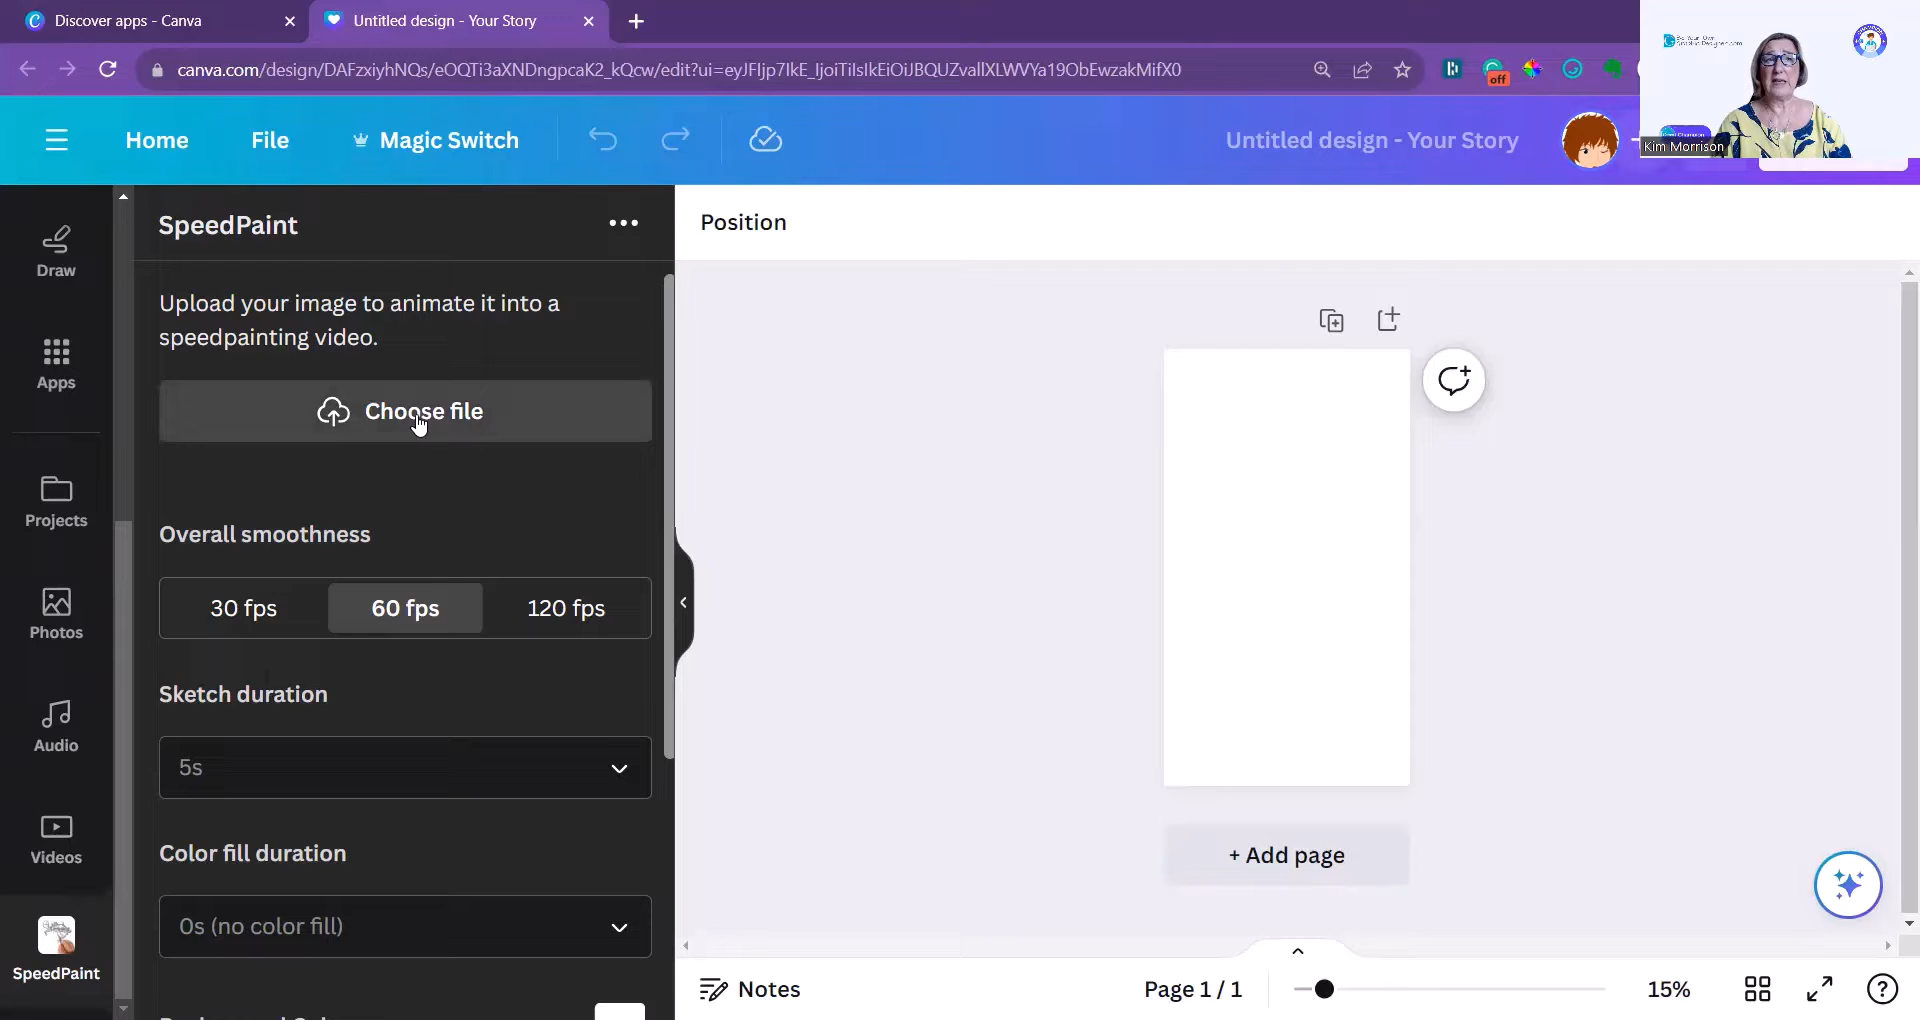 Discover apps - Canva
Untitled design - Your Story
canva.com/design/DAFzxiyhNQs/eOQTi3aXNDngpcaK2_kQcw/edit?ui=eyJFIjp7IkE_IjoiTiIsIkEiOiJBQUZvallXLWVYa19ObEwzakMifX0
off
Kim Morrison
Home
File
Magic Switch
Untitled design - Your Story
Draw
Apps
Projects
Photos
Audio
Videos
SpeedPaint
SpeedPaint
Upload your image to animate it into a
speedpainting video.
Choose file
Overall smoothness
30 fps
60 fps
120 fps
Sketch duration
5s
Color fill duration
0s (no color fill)
Position
+ Add page
Notes
Page 1 / 1
15%